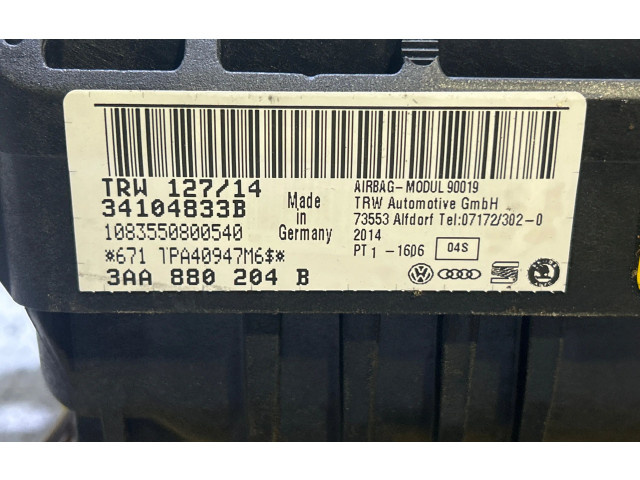 TRW 127/14
34104833B
1083550800540
*671 TPA40947M6$*
3AA 880 204 B
Made
in
Germany
AIRBAG-MODUL 90019
TRW Automotive GmbH
73553 Alfdorf Tel:07172/302-0
2014
PT1 -1606 04S